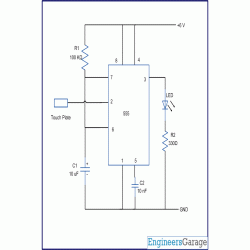 +6 V
R1
100 KΩ
8
4
7
3
LED
2
555
Touch Plate
6
R2
330Ω
C1
10 uF
1
5
C2
10 nF
GND
EngineersGarage